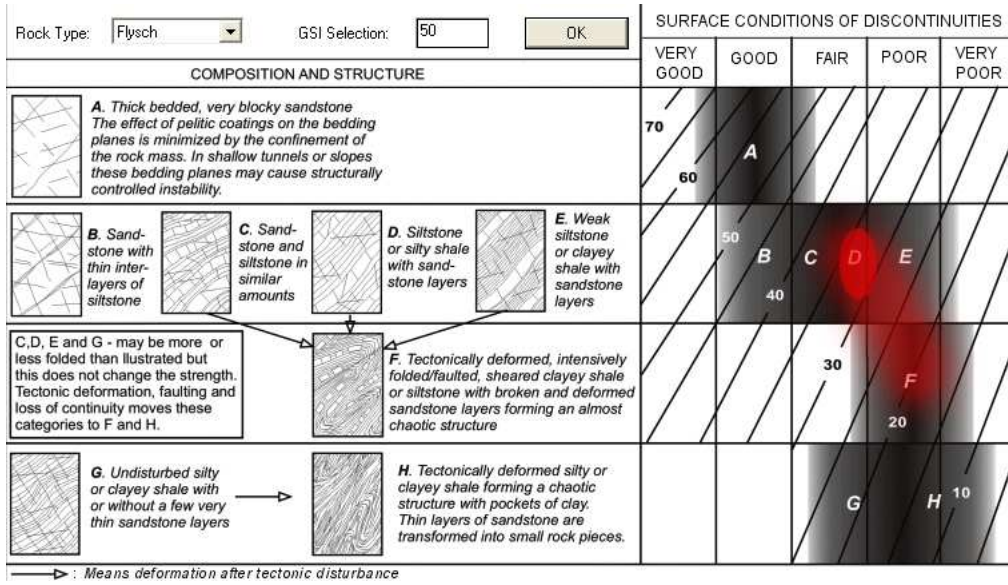 Rock Type: Flysch GSI Selection: 50 OK
SURFACE CONDITIONS OF DISCONTINUITIES
VERY GOOD
GOOD
FAIR
POOR
VERY POOR
COMPOSITION AND STRUCTURE
A. Thick bedded, very blocky sandstone
The effect of pelitic coatings on the bedding
planes is minimized by the confinement of
the rock mass. In shallow tunnels or slopes
these bedding planes may cause structurally
controlled instability.
70
60
A
B. Sand-
stone with
thin inter-
layers of
siltstone
C. Sand-
stone and
siltstone in
similar
amounts
D. Siltstone
or silty shale
with sand-
stone layers
E. Weak
siltstone
or clayey
shale with
sandstone
layers
50
B
C
D
E
40
C,D, E and G - may be more or
less folded than llustrated but
this does not change the strength.
Tectonic deformation, faulting and
loss of continuity moves these
categories to F and H.
F. Tectonically deformed, intensively
folded/faulted, sheared clayey shale
or siltstone with broken and deformed
sandstone layers forming an almost
chaotic structure
30
F
20
G. Undisturbed silty
or clayey shale with
or without a few very
thin sandstone layers
H. Tectonically deformed silty or
clayey shale forming a chaotic
structure with pockets of clay.
Thin layers of sandstone are
transformed into small rock pieces.
G
H
10
: Means deformation after tectonic disturbance